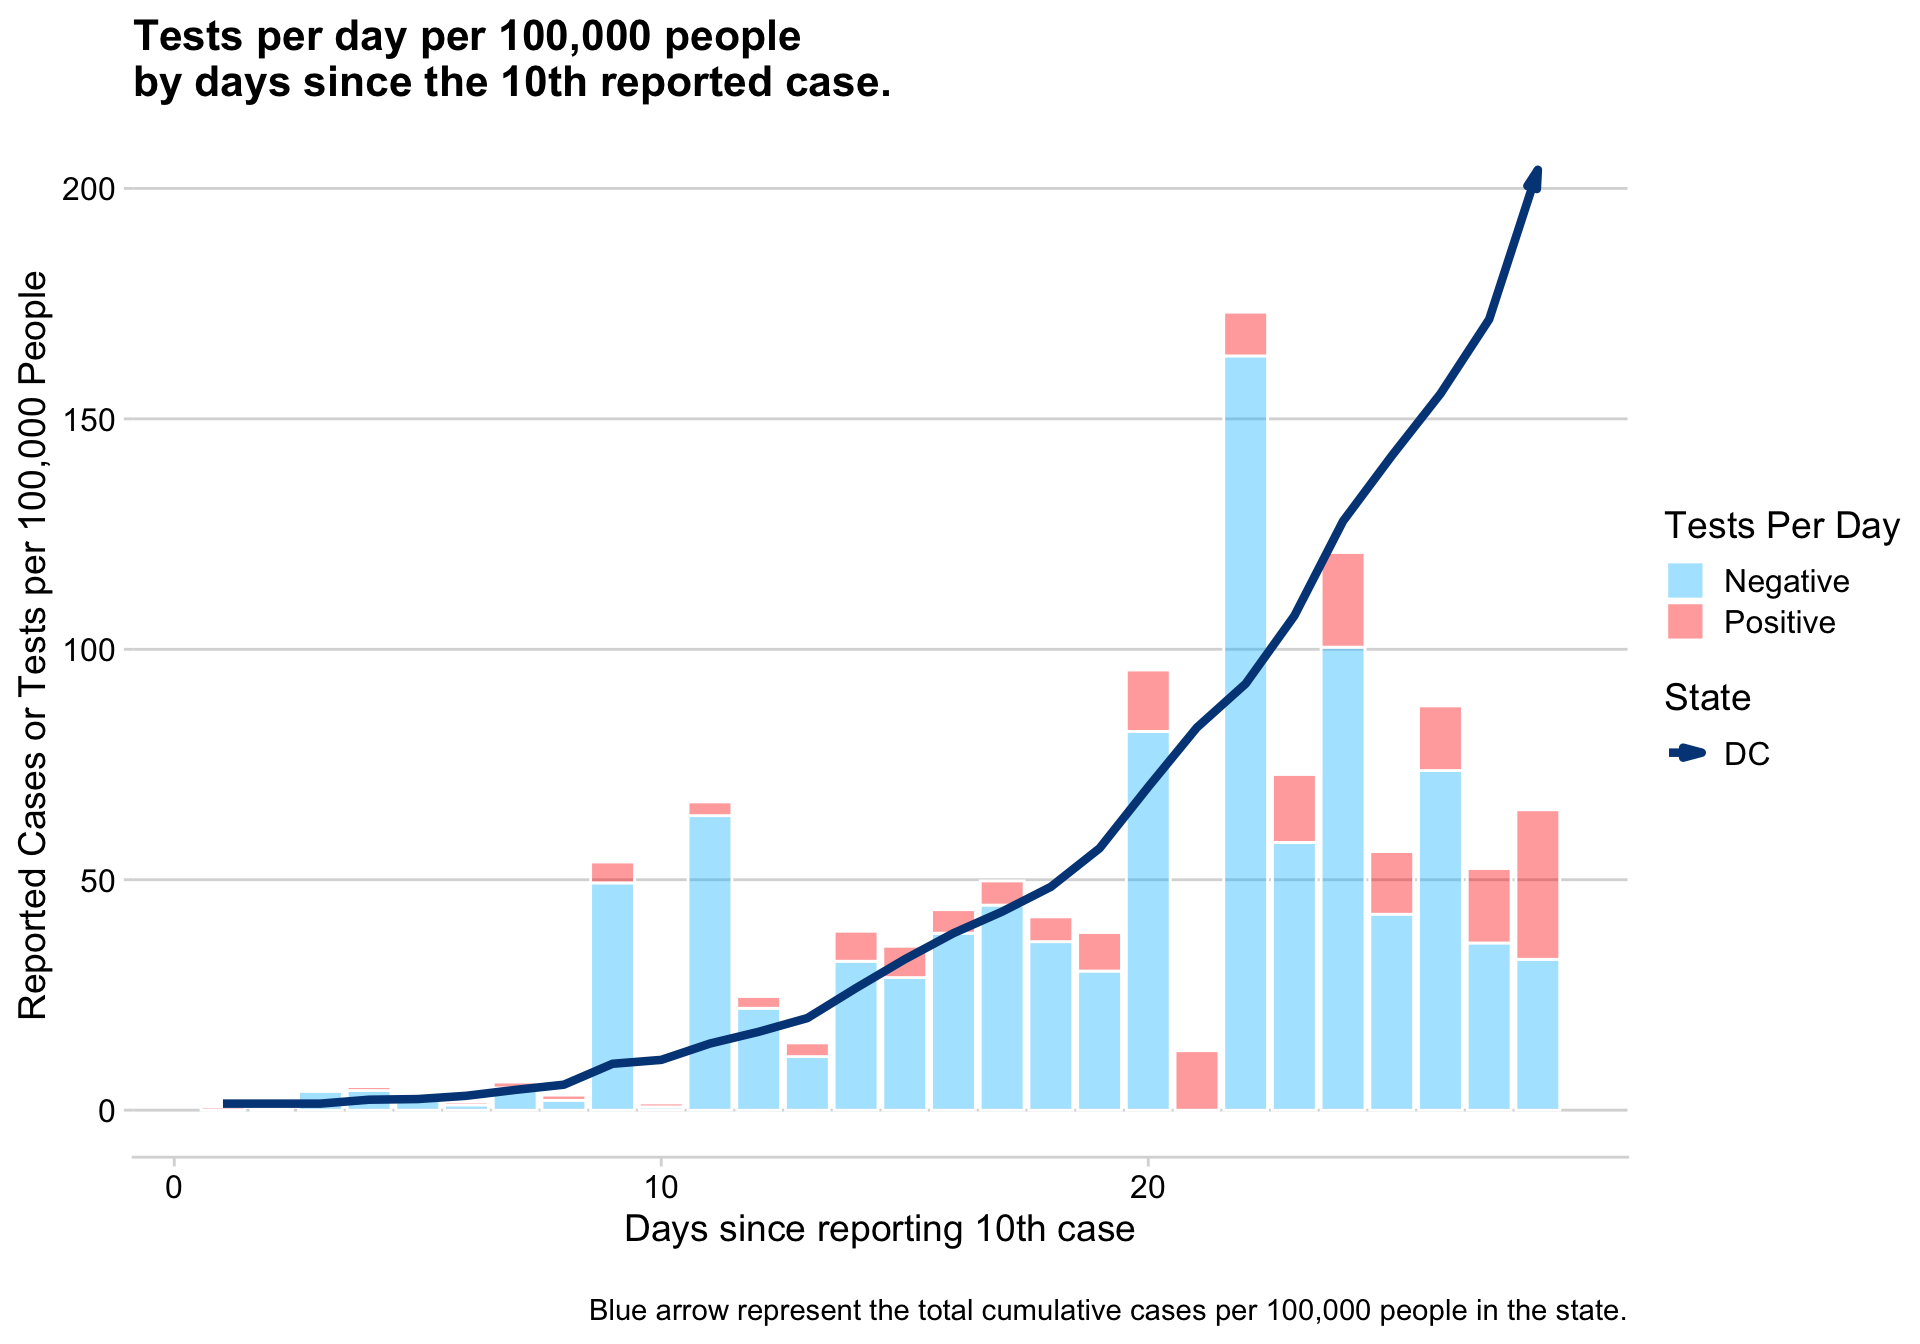 Tests per day per 100,000 people
by days since the 10th reported case.
Reported Cases or Tests per 100,000 People
200
150
100
50
0
0
10
20
Days since reporting 10th case
Tests Per Day
Negative
Positive
State
DC
Blue arrow represent the total cumulative cases per 100,000 people in the state.